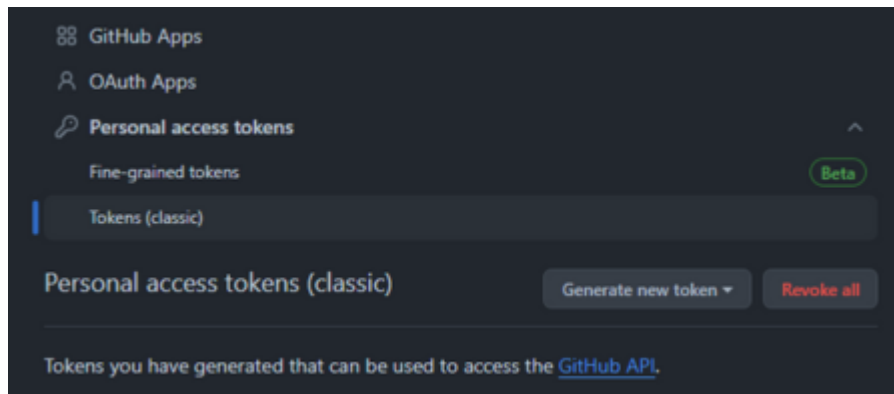 GitHub Apps
OAuth Apps
Personal access tokens
Fine-grained tokens Beta
Tokens (classic)
Personal access tokens (classic) Generate new token Revoke all
Tokens you have generated that can be used to access the GitHub API.